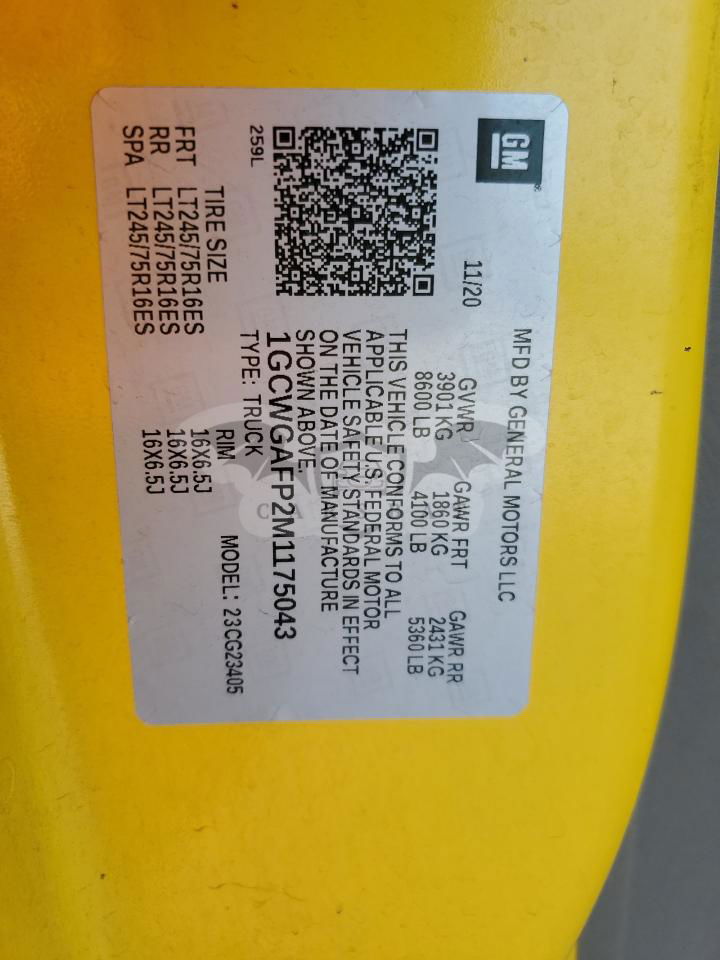 GM
MFD BY GENERAL MOTORS LLC
11/20
GVWR GAWR FRT GAWR RR
3901 KG 1860 KG 2431 KG
8600 LB 4100 LB 5360 LB
THIS VEHICLE CONFORMS TO ALL
APPLICABLE U.S. FEDERAL MOTOR
VEHICLE SAFETY STANDARDS IN EFFECT
ON THE DATE OF MANUFACTURE
SHOWN ABOVE.
1GCWGAFP2M1175043
259L
TYPE: TRUCK MODEL: 23CG23405
TIRE SIZE RIM
FRT LT245/75R16ES 16X6.5J
RR LT245/75R16ES 16X6.5J
SPA LT245/75R16ES 16X6.5J